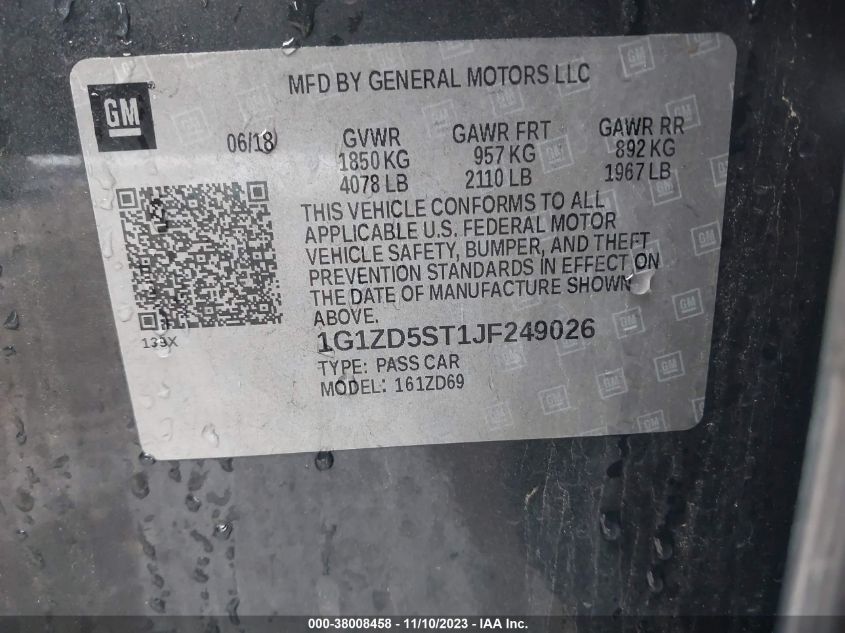 MFD BY GENERAL MOTORS LLC
GM
06/18 GVWR GAWR FRT GAWR RR
1850 KG 957 KG 892 KG
4078 LB 2110 LB 1967 LB
THIS VEHICLE CONFORMS TO ALL
APPLICABLE U.S. FEDERAL MOTOR
VEHICLE SAFETY, BUMPER, AND THEFT
PREVENTION STANDARDS IN EFFECT ON
THE DATE OF MANUFACTURE SHOWN
ABOVE.
1G1ZD5ST1JF249026
133X
TYPE: PASS CAR
MODEL: 161ZD69
000-38008458 - 11/10/2023 - IAA Inc.